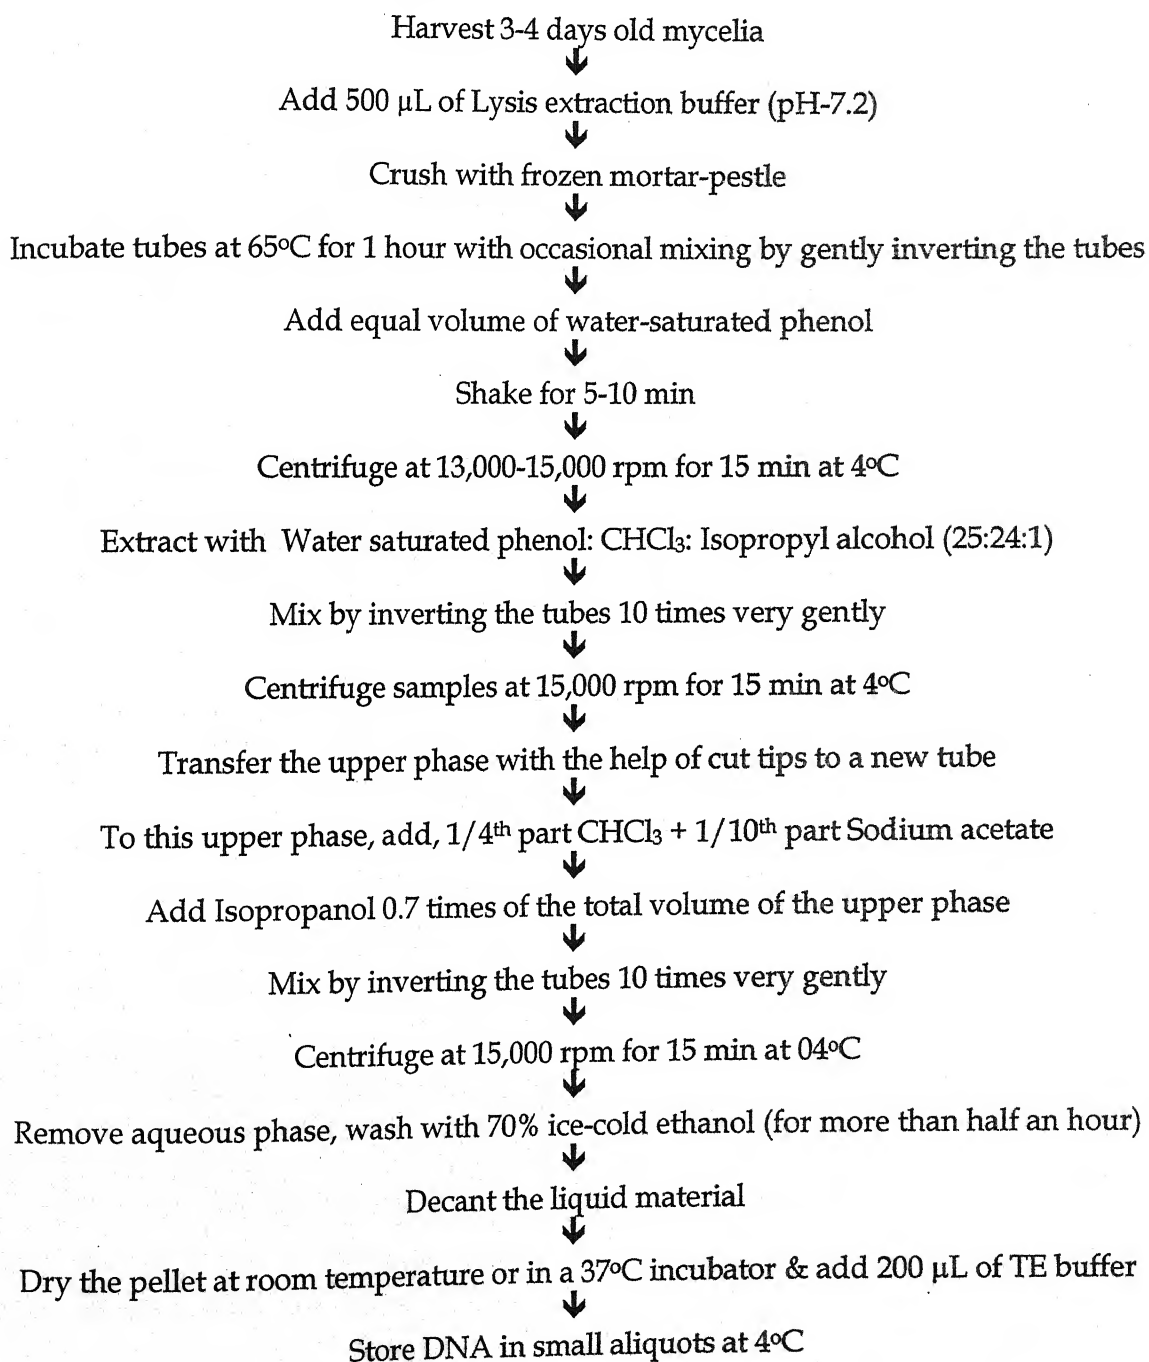 Harvest 3-4 days old mycelia
Add 500 µL of Lysis extraction buffer (pH-7.2)
Crush with frozen mortar-pestle
Incubate tubes at 65°C for 1 hour with occasional mixing by gently inverting the tubes
Add equal volume of water-saturated phenol
Shake for 5-10 min
Centrifuge at 13,000-15,000 rpm for 15 min at 4°C
Extract with Water saturated phenol: CHCl₃: Isopropyl alcohol (25:24:1)
Mix by inverting the tubes 10 times very gently
Centrifuge samples at 15,000 rpm for 15 min at 4°C
Transfer the upper phase with the help of cut tips to a new tube
To this upper phase, add, 1/4th part CHCl₃ + 1/10th part Sodium acetate
Add Isopropanol 0.7 times of the total volume of the upper phase
Mix by inverting the tubes 10 times very gently
Centrifuge at 15,000 rpm for 15 min at 04°C
Remove aqueous phase, wash with 70% ice-cold ethanol (for more than half an hour)
Decant the liquid material
Dry the pellet at room temperature or in a 37°C incubator & add 200 µL of TE buffer
Store DNA in small aliquots at 4°C